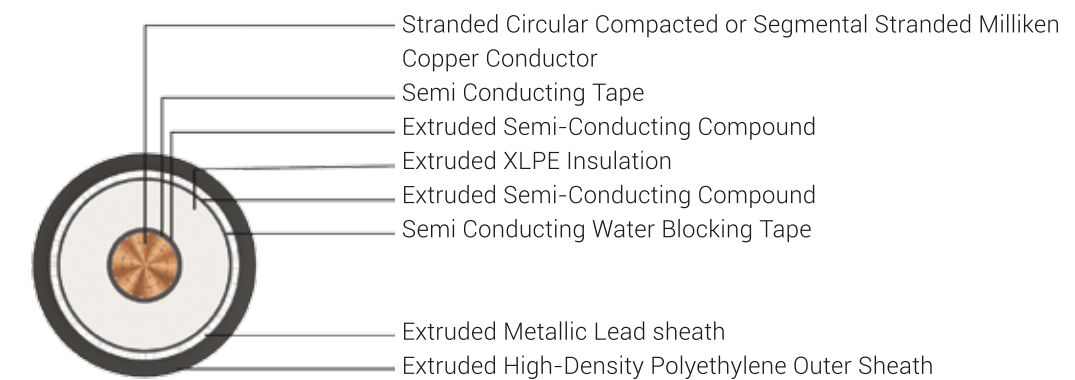 Stranded Circular Compacted or Segmental Stranded Milliken
Copper Conductor
Semi Conducting Tape
Extruded Semi-Conducting Compound
Extruded XLPE Insulation
Extruded Semi-Conducting Compound
Semi Conducting Water Blocking Tape
Extruded Metallic Lead sheath
Extruded High-Density Polyethylene Outer Sheath